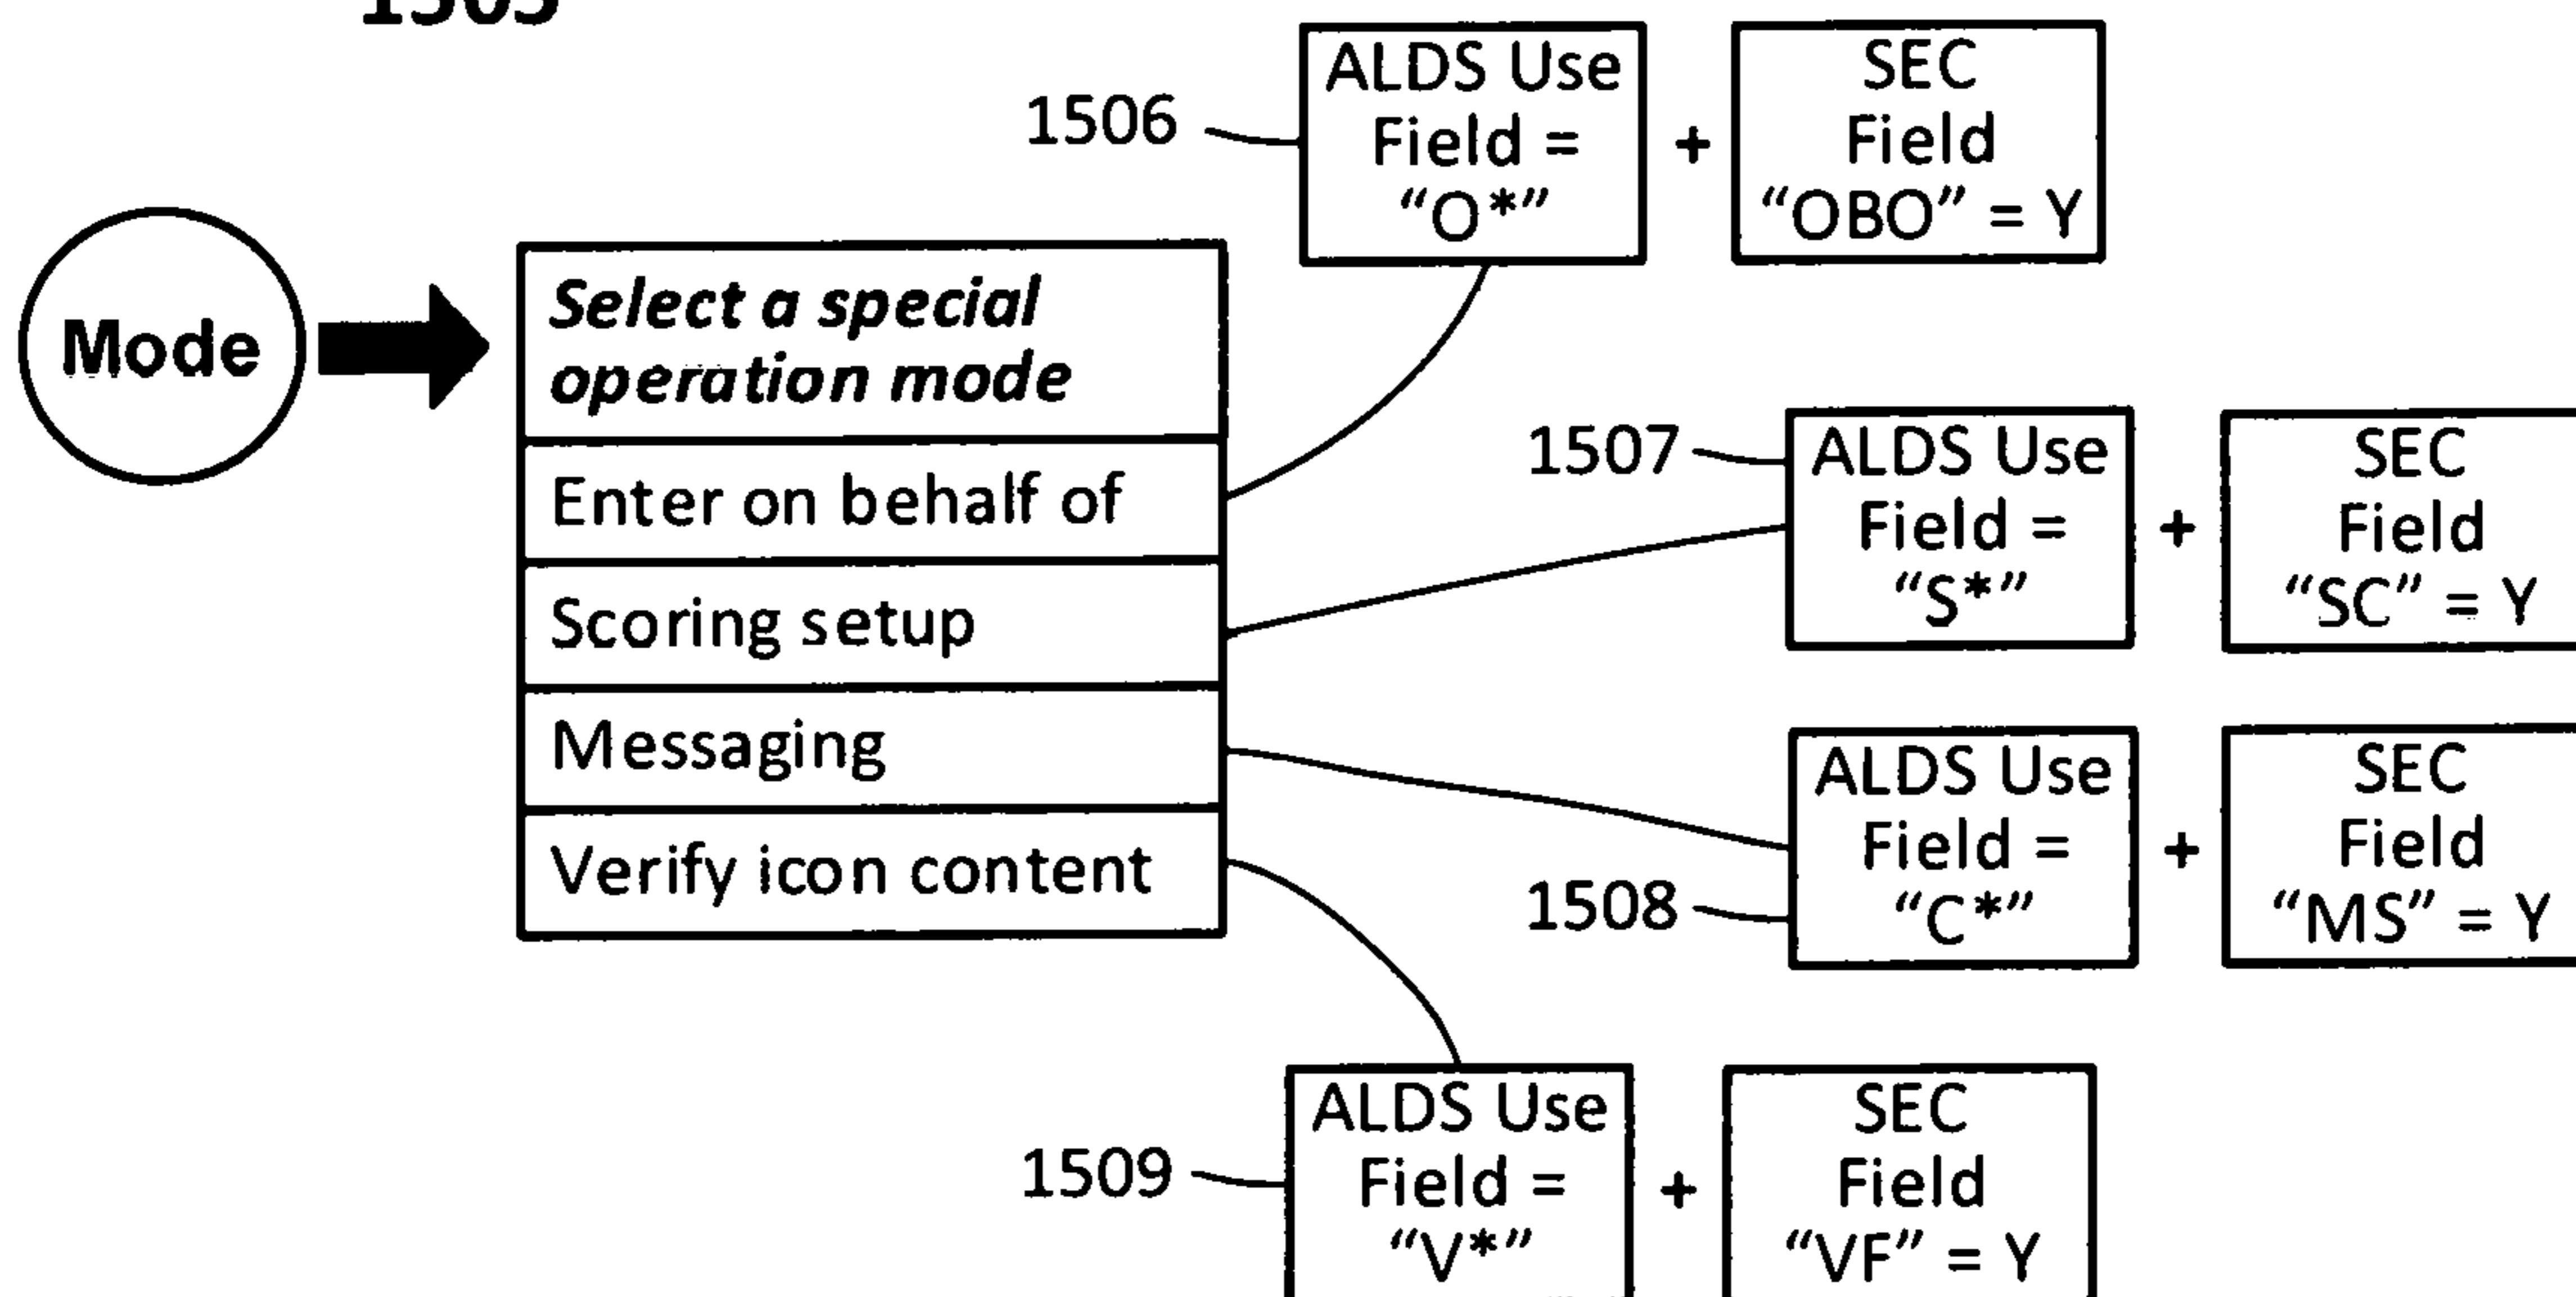 1505
1506
ALDS Use
Field =
“O*”
+
SEC
Field
“OBO” = Y
Mode
Select a special
operation mode
Enter on behalf of
Scoring setup
Messaging
Verify icon content
1507
ALDS Use
Field =
“S*”
+
SEC
Field
“SC” = Y
1508
ALDS Use
Field =
“C*”
+
SEC
Field
“MS” = Y
1509
ALDS Use
Field =
“V*”
+
SEC
Field
“VF” = Y